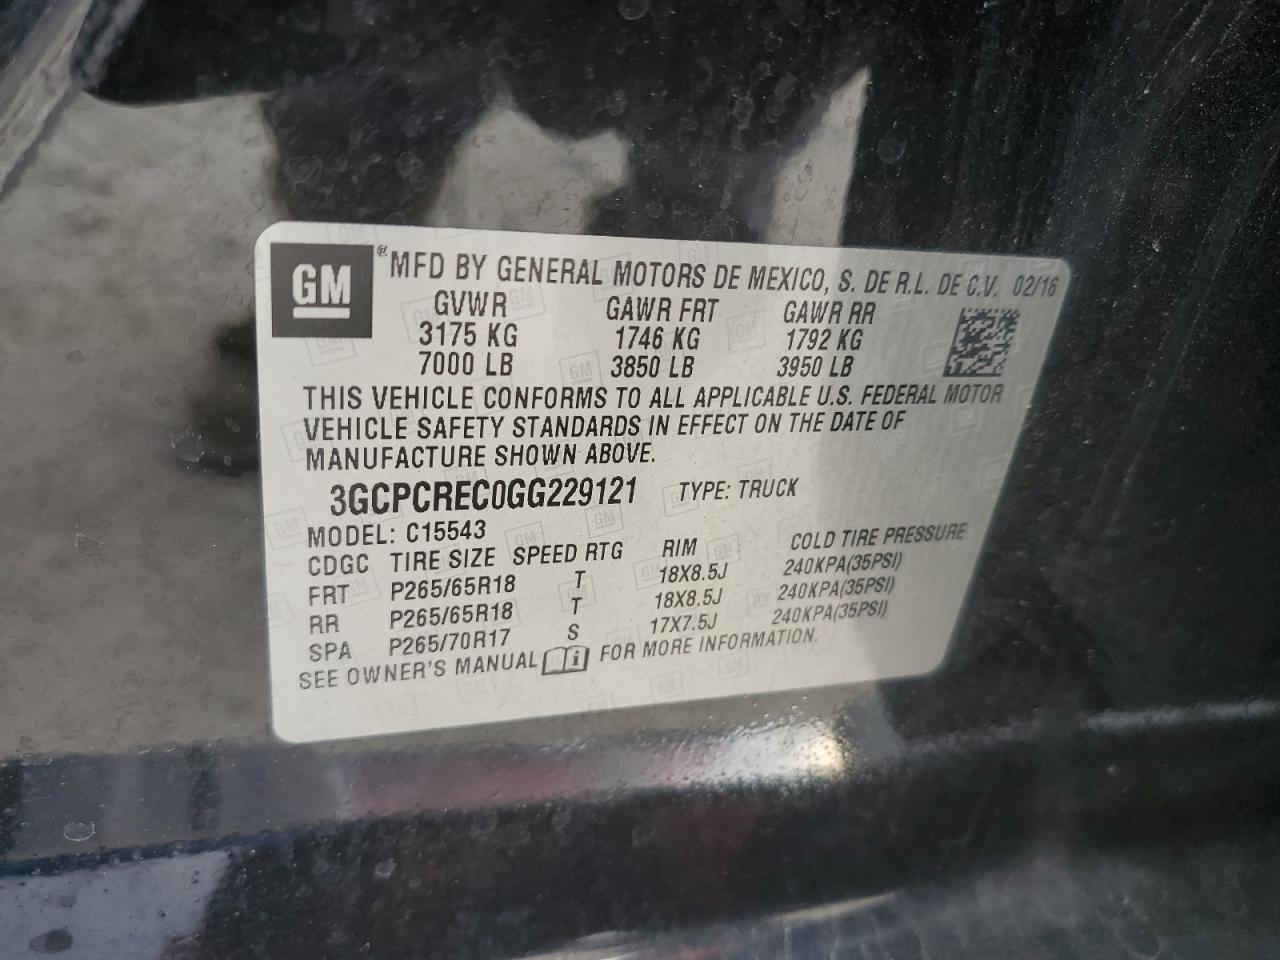 GM ® MFD BY GENERAL MOTORS DE MEXICO, S. DE R.L. DE C.V. 02/16
GVWR GAWR FRT GAWR RR
3175 KG 1746 KG 1792 KG
7000 LB 3850 LB 3950 LB
THIS VEHICLE CONFORMS TO ALL APPLICABLE U.S. FEDERAL MOTOR
VEHICLE SAFETY STANDARDS IN EFFECT ON THE DATE OF
MANUFACTURE SHOWN ABOVE.
3GCPCREC0GG229121 TYPE: TRUCK
MODEL: C15543
CDGC TIRE SIZE SPEED RTG RIM COLD TIRE PRESSURE
FRT P265/65R18 T 18X8.5J 240KPA(35PSI)
RR P265/65R18 T 18X8.5J 240KPA(35PSI)
SPA P265/70R17 S 17X7.5J 240KPA(35PSI)
SEE OWNER'S MANUAL i FOR MORE INFORMATION.